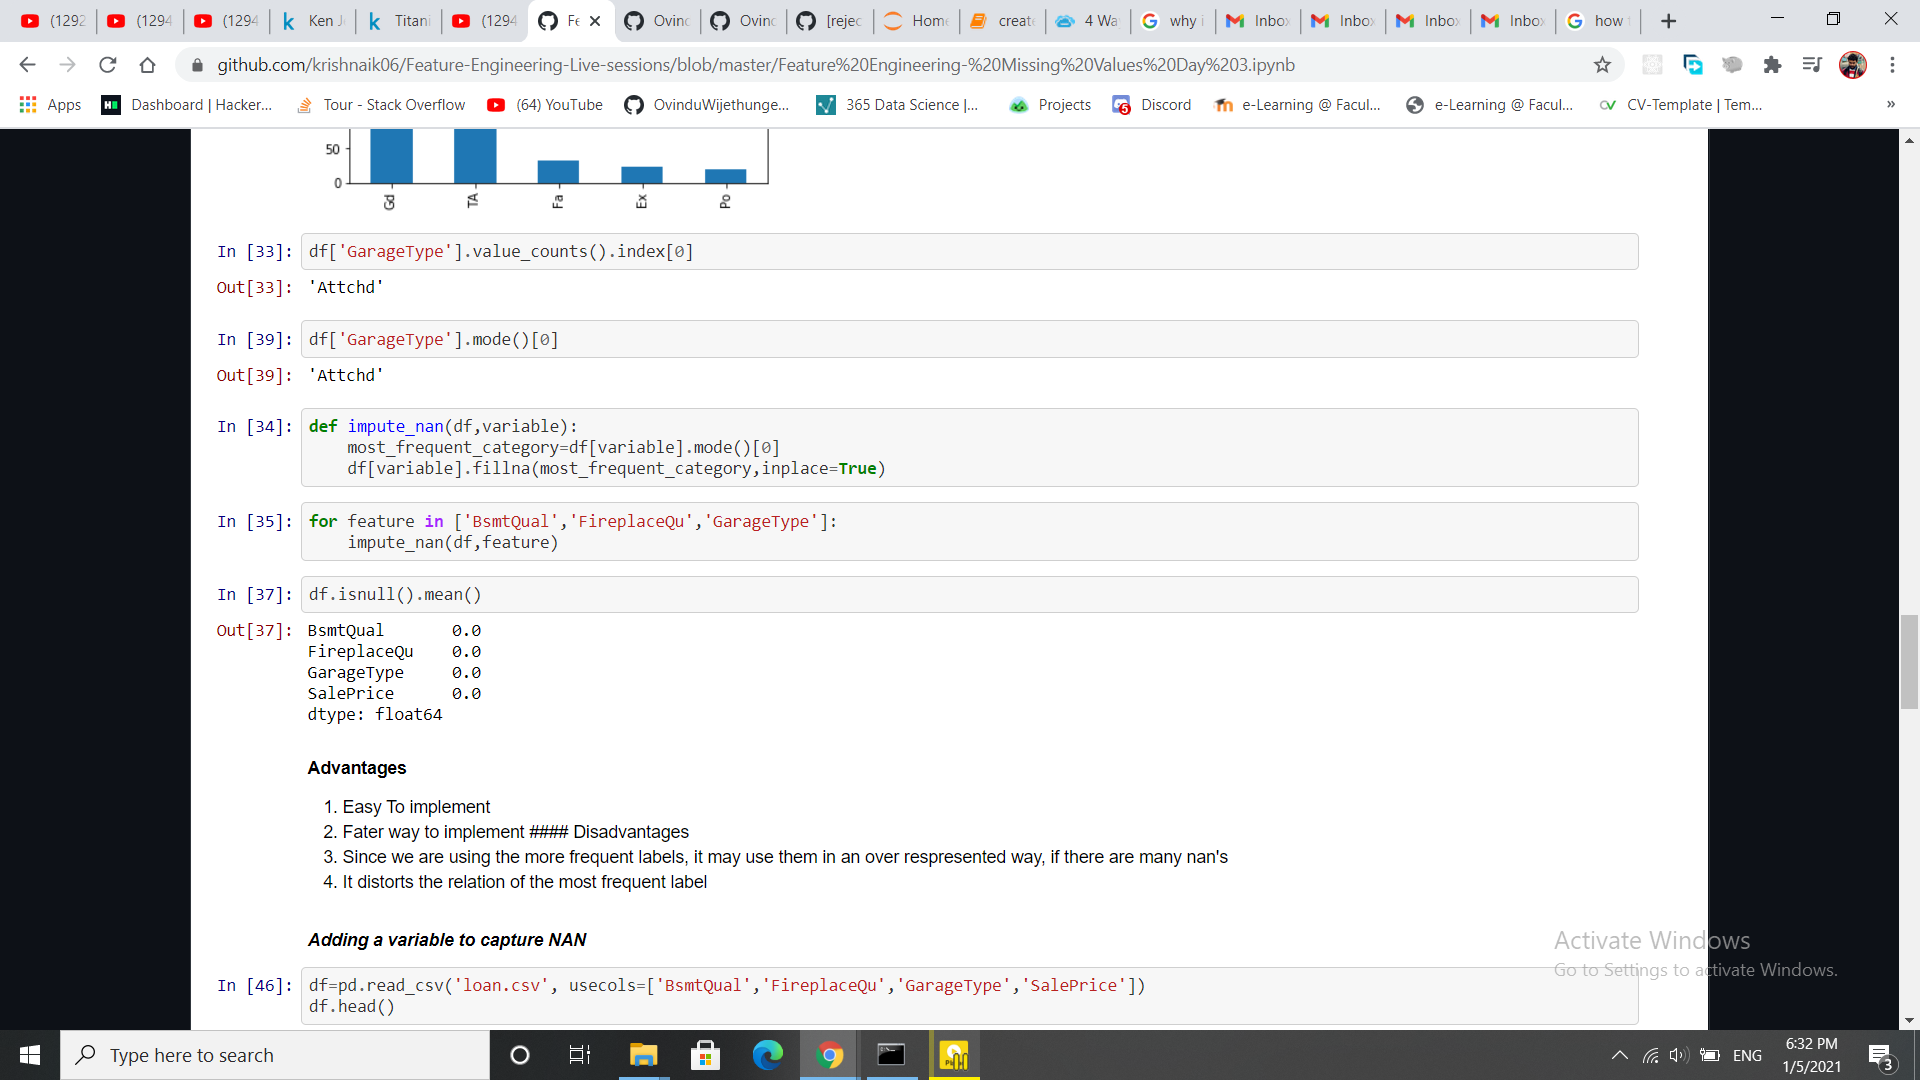 (1292
(1294
(1294
Ken J
Titani
(1294
Fe
Ovind
Ovind
[rejec
Home
create
4 Wa
why i
Inbox
Inbox
Inbox
Inbox
how t
github.com/krishnaik06/Feature-Engineering-Live-sessions/blob/master/Feature%20Engineering-%20Missing%20Values%20Day%203.ipynb
Apps
Dashboard | Hacker...
Tour - Stack Overflow
(64) YouTube
OvinduWijethunge...
365 Data Science |...
Projects
Discord
e-Learning @ Facul...
e-Learning @ Facul...
CV-Template | Tem...
»
50
0
Gd TA Fa Ex Po
In [33]: df['GarageType'].value_counts().index[0]
Out[33]: 'Attchd'
In [39]: df['GarageType'].mode()[0]
Out[39]: 'Attchd'
In [34]: def impute_nan(df,variable):
most_frequent_category=df[variable].mode()[0]
df[variable].fillna(most_frequent_category,inplace=True)
In [35]: for feature in ['BsmtQual','FireplaceQu','GarageType']:
impute_nan(df,feature)
In [37]: df.isnull().mean()
Out[37]: BsmtQual 0.0
FireplaceQu 0.0
GarageType 0.0
SalePrice 0.0
dtype: float64
Advantages
1. Easy To implement
2. Fater way to implement #### Disadvantages
3. Since we are using the more frequent labels, it may use them in an over respresented way, if there are many nan's
4. It distorts the relation of the most frequent label
Adding a variable to capture NAN
In [46]: df=pd.read_csv('loan.csv', usecols=['BsmtQual','FireplaceQu','GarageType','SalePrice'])
df.head()
Activate Windows
Go to Settings to activate Windows.
Type here to search
ENG
6:32 PM
1/5/2021
3